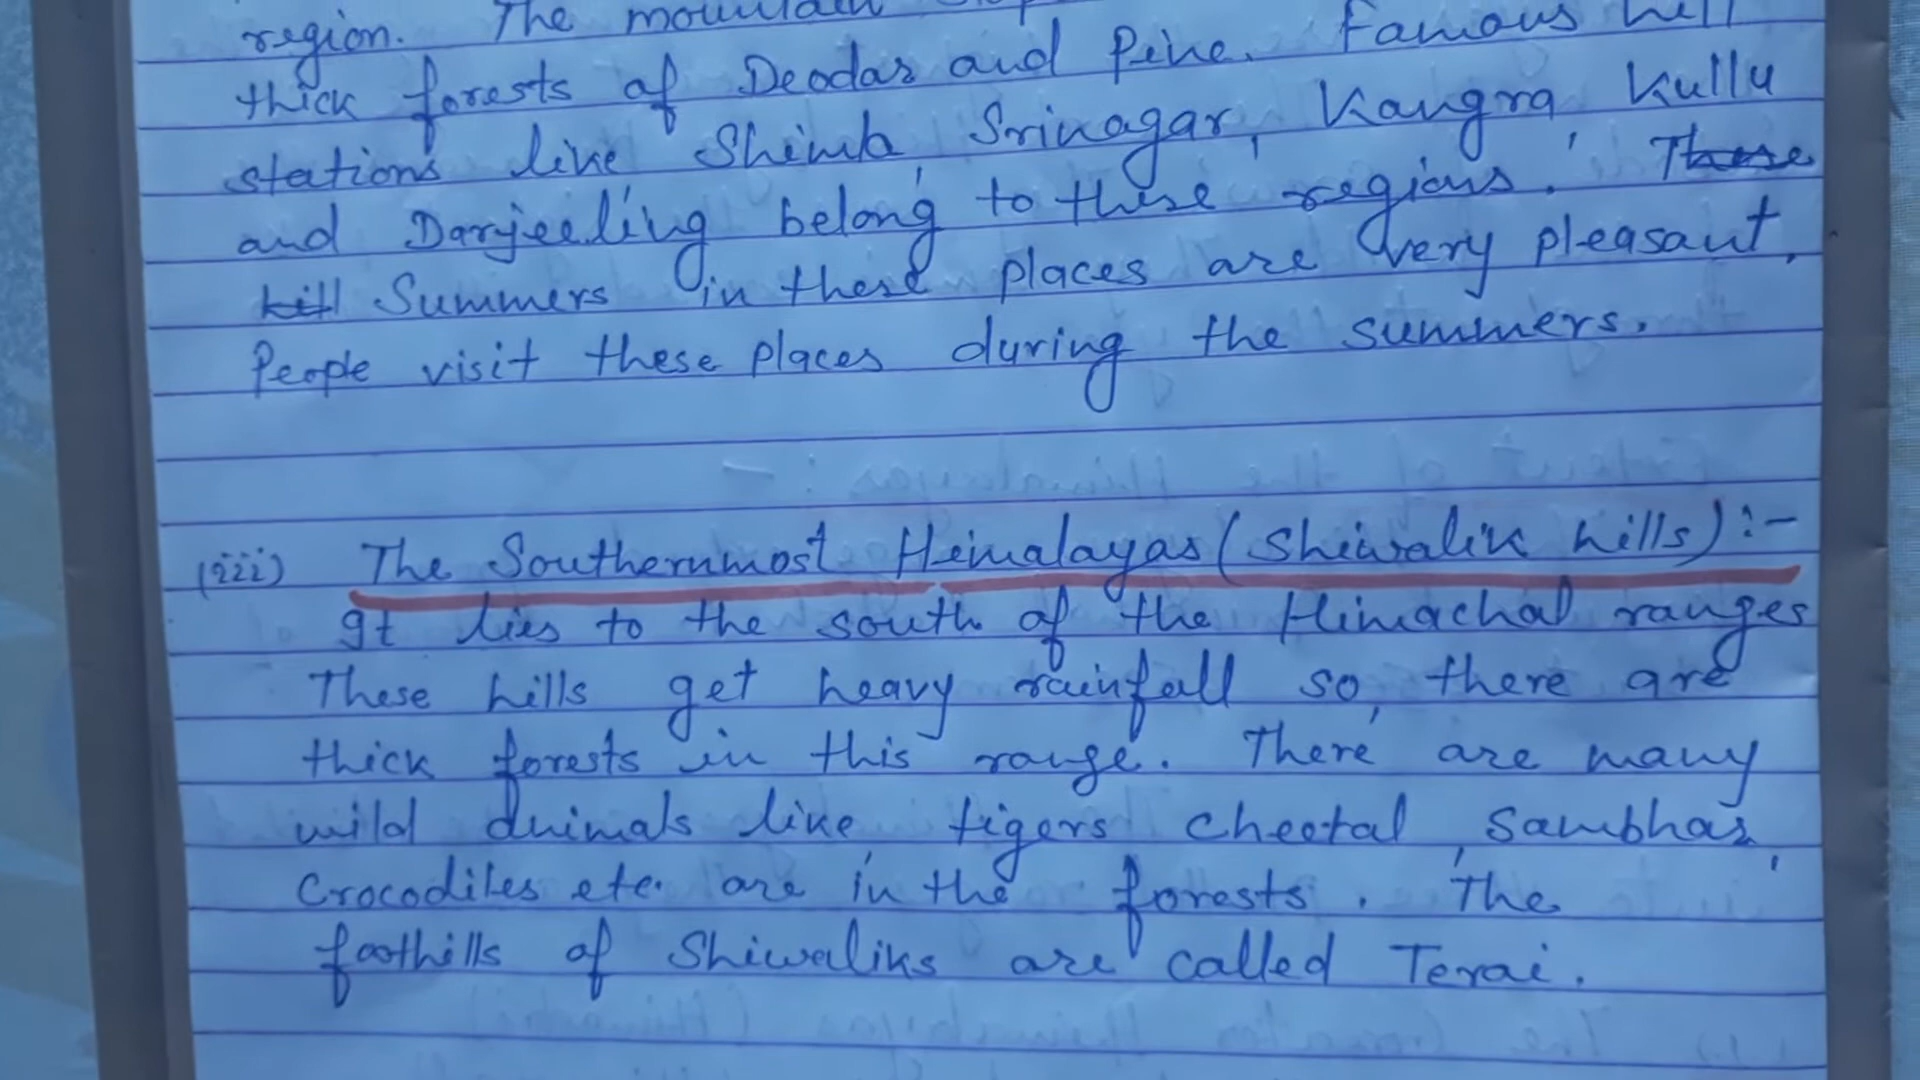 region. The mountain
thick forests of Deodar and Pine. Famous hill
stations like Shimla, Srinagar, Kangra, Kullu
and Darjeeling belong to these regions. These
hill Summers in these places are very pleasant.
People visit these places during the summers.
(iii) The Southernmost Himalayas (Shiwalik hills) :-
It lies to the south of the Himachal ranges
These hills get heavy rainfall so, there are
thick forests in this range. There are many
wild animals like tigers cheetal, Sambhar,
Crocodiles etc. are in the forests. The
foothills of Shiwaliks are called Terai.